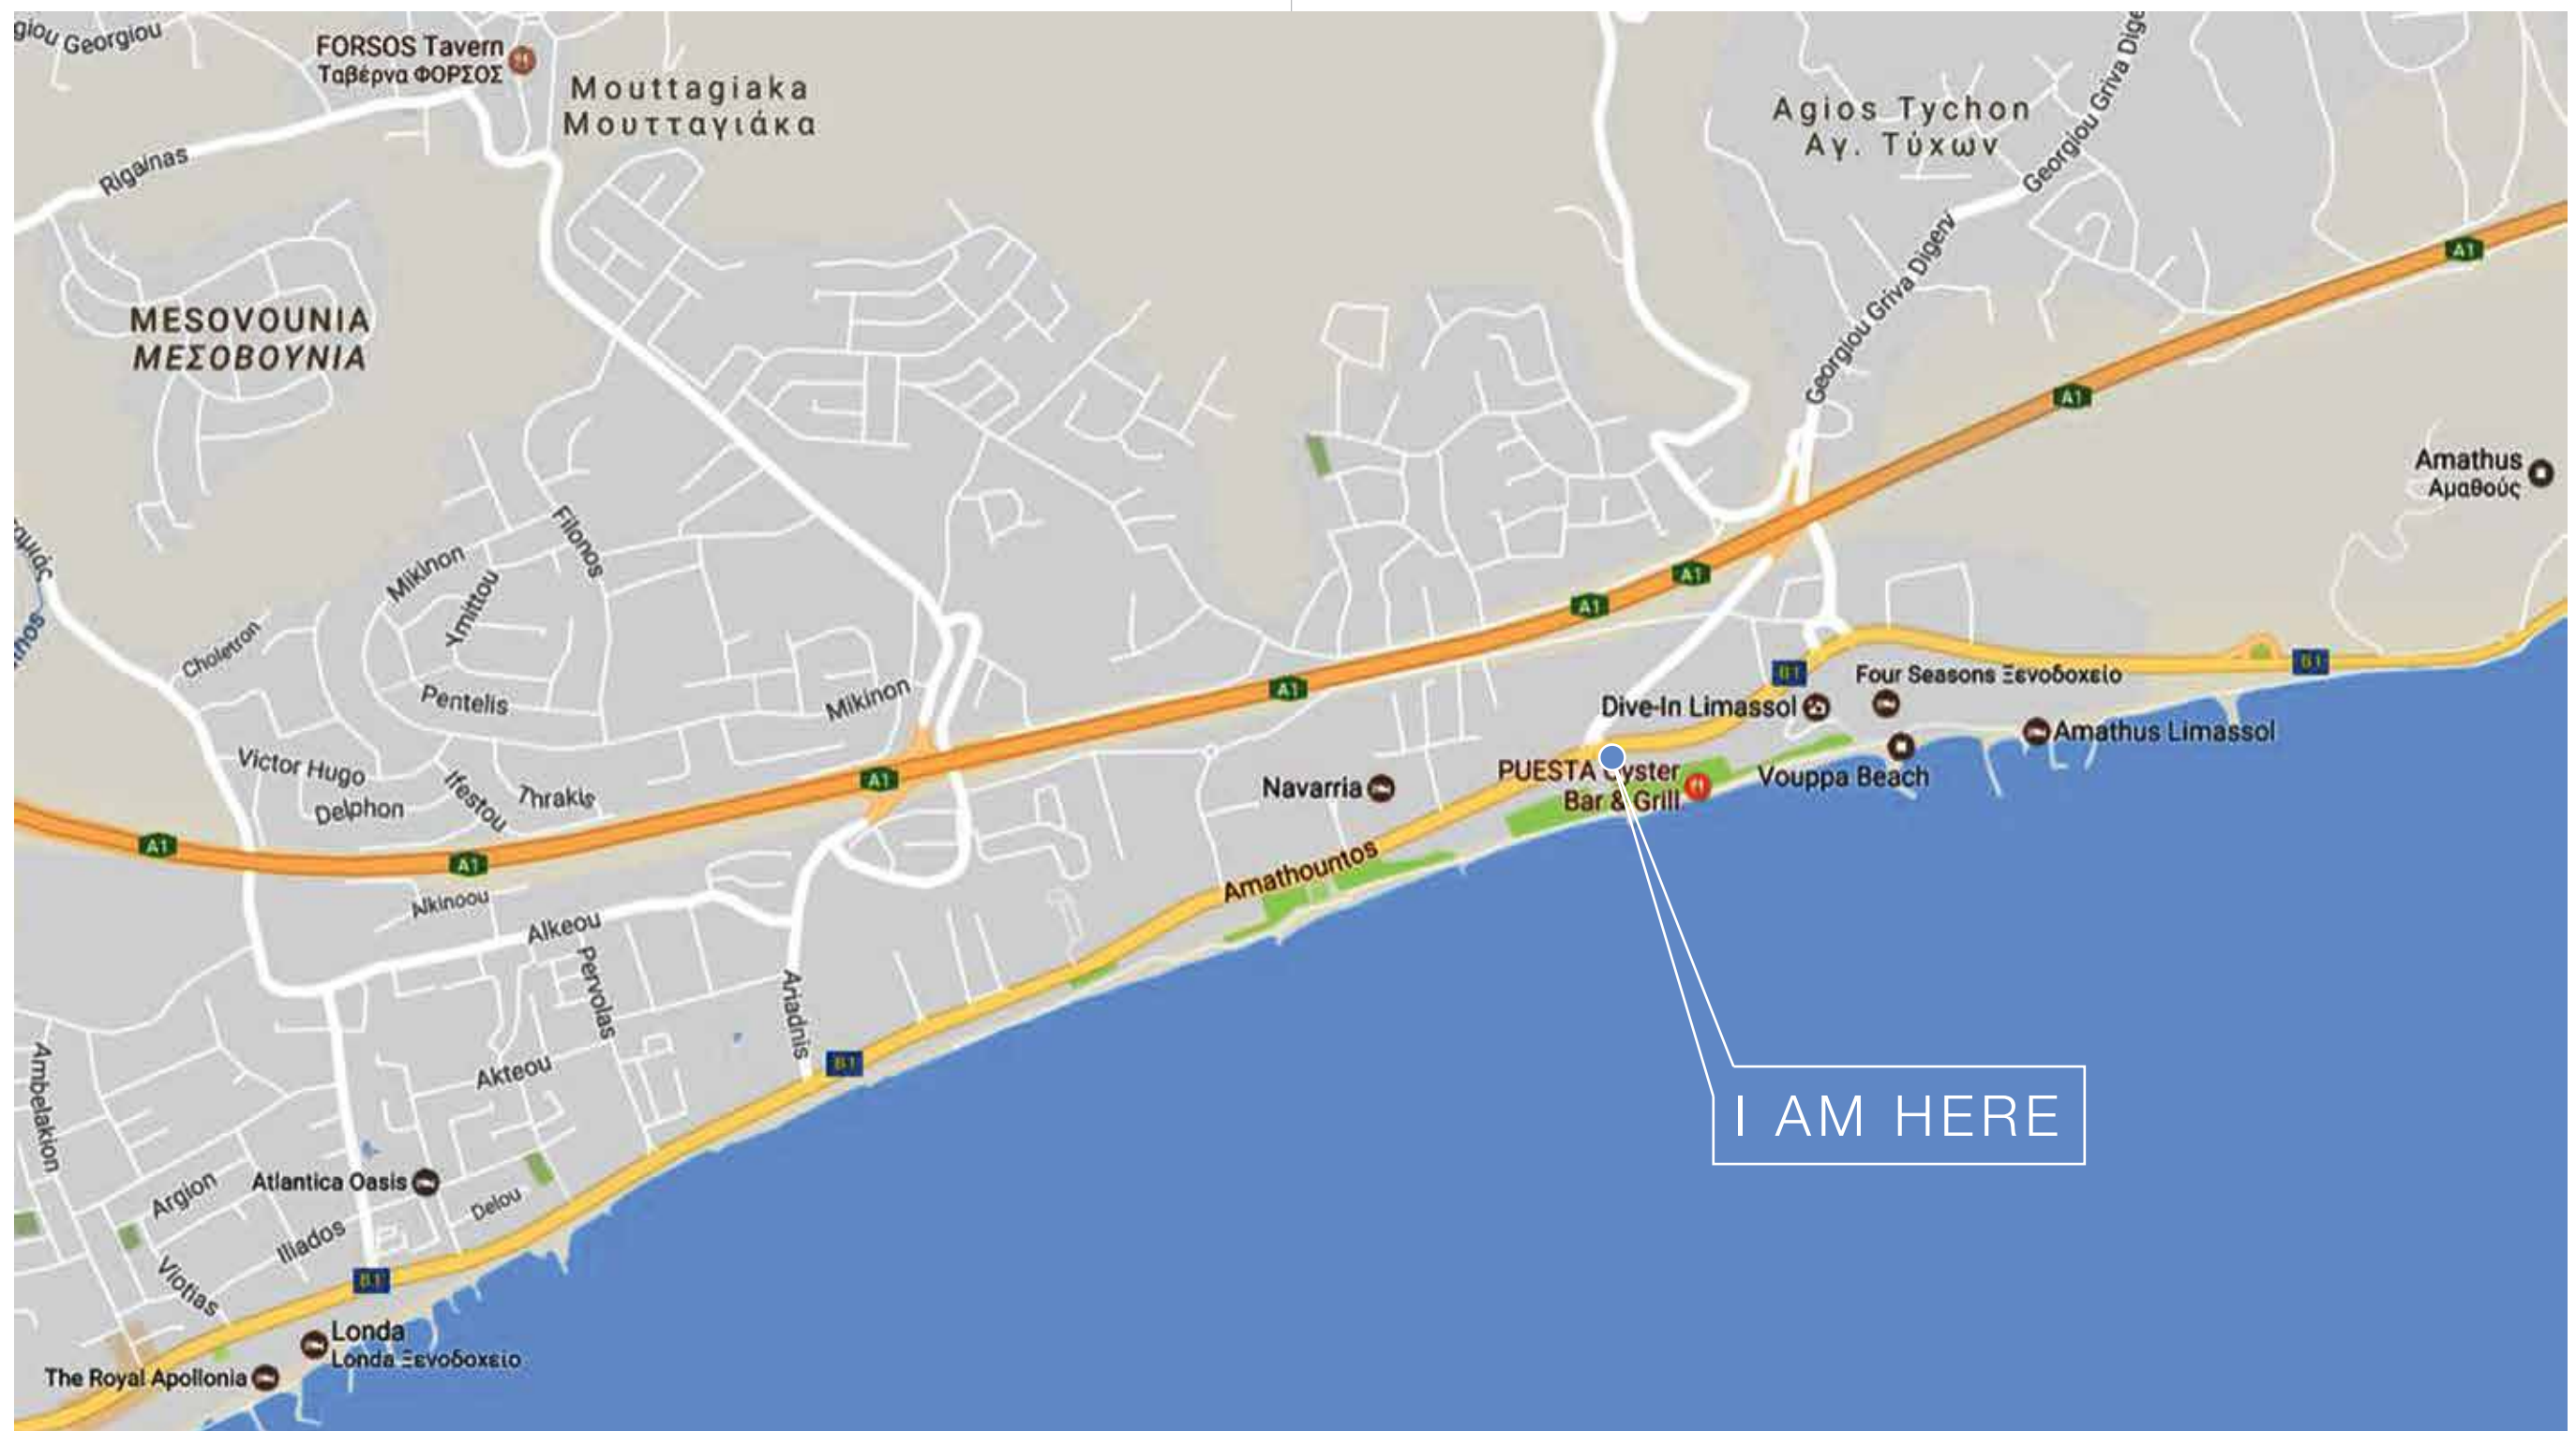 giou Georgiou
FORSOS Tavern
Ταβέρνα ΦΟΡΣΟΣ
Mouttagiaka
Μουτταγιάκα
Agios Tychon
Αγ. Τύχων
Georgiou Griva Dige
Rigainas
Georgiou Griva Digeni
A1
MESOVOUNIA
ΜΕΣΟΒΟΥΝΙΑ
A1
Amathus
Αμαθούς
Filonos
Mikinon
Ymittou
A1
A1
Choletron
B1
B1
Four Seasons Ξενοδοχείο
Pentelis
Mikinon
A1
Dive-In Limassol
Amathus Limassol
Victor Hugo
Ifestou
Thrakis
Delphon
A1
Navarria
PUESTA Oyster
Bar & Grill
Vouppa Beach
A1
A1
Amathountos
Alkinoou
Alkeou
Pervolas
Ariadnis
Ambelakion
Akteou
B1
I AM HERE
Atlantica Oasis
Argion
Delou
Iliados
Viotias
B1
Londa
Londa Ξενοδοχείο
The Royal Apollonia